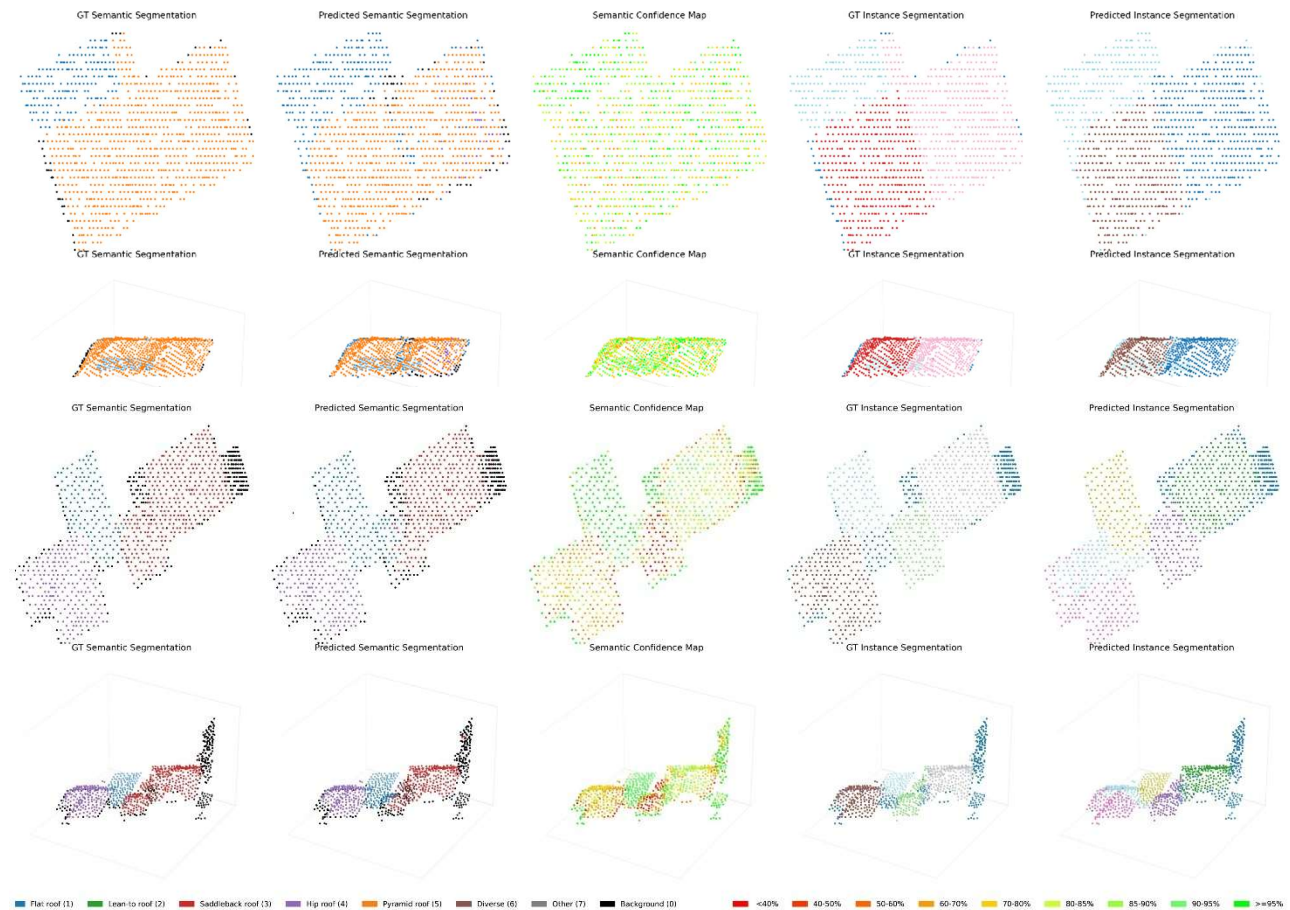 GT Semantic Segmentation Predicted Semantic Segmentation Semantic Confidence Map GT Instance Segmentation Predicted Instance Segmentation
GT Semantic Segmentation Predicted Semantic Segmentation Semantic Confidence Map GT Instance Segmentation Predicted Instance Segmentation
GT Semantic Segmentation Predicted Semantic Segmentation Semantic Confidence Map GT Instance Segmentation Predicted Instance Segmentation
GT Semantic Segmentation Predicted Semantic Segmentation Semantic Confidence Map GT Instance Segmentation Predicted Instance Segmentation
Flat roof (1) Lean-to roof (2) Saddleback roof (3) Hip roof (4) Pyramid roof (5) Diverse (6) Other (7) Background (0) <40% 40-50% 50-60% 60-70% 70-80% 80-85% 85-90% 90-95% >=95%